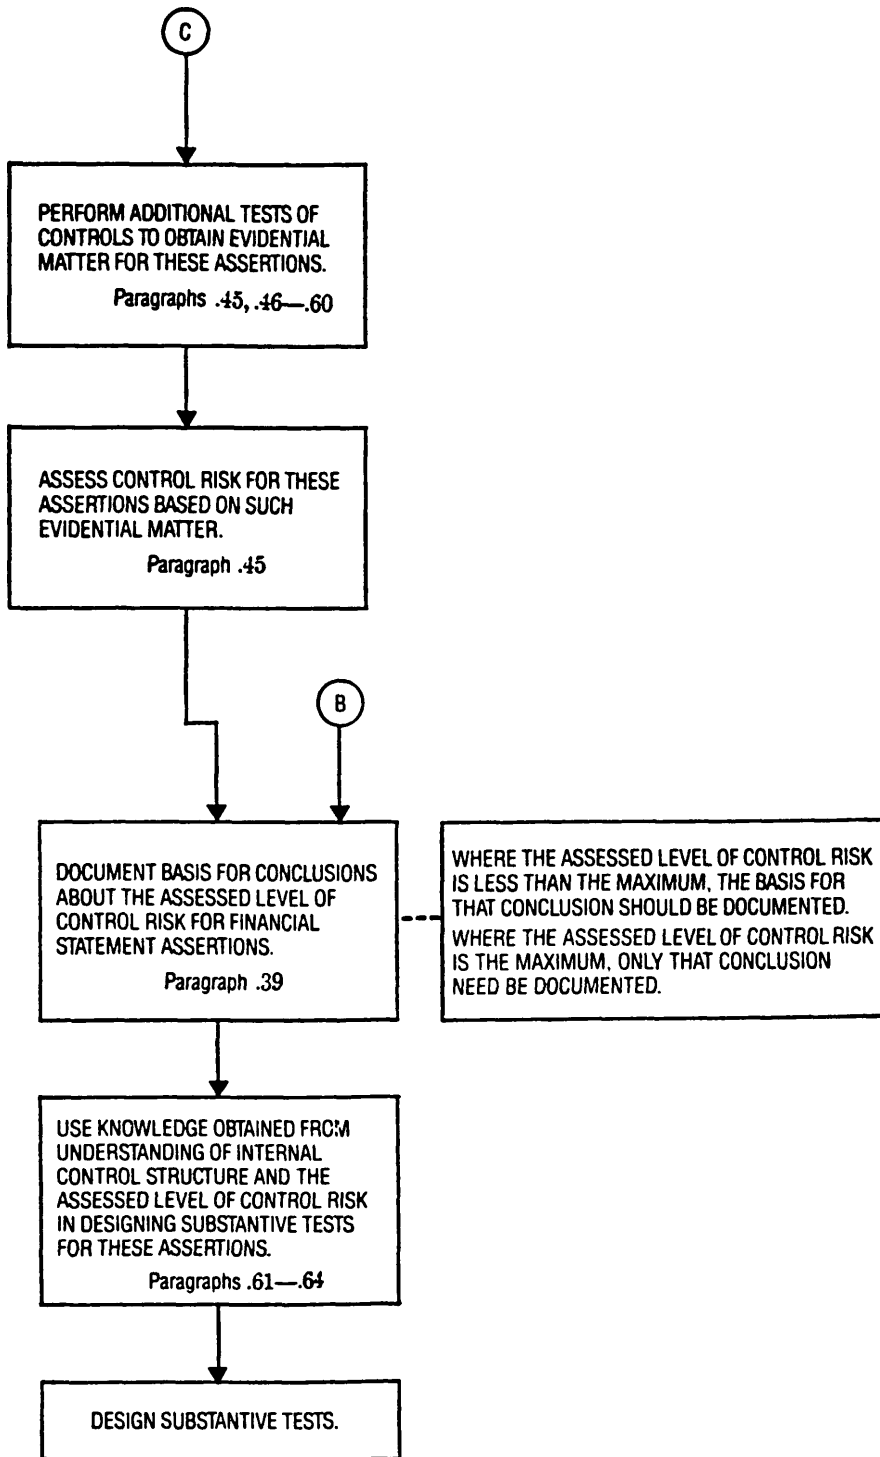 C
PERFORM ADDITIONAL TESTS OF
CONTROLS TO OBTAIN EVIDENTIAL
MATTER FOR THESE ASSERTIONS.
Paragraphs .45, .46—.60
ASSESS CONTROL RISK FOR THESE
ASSERTIONS BASED ON SUCH
EVIDENTIAL MATTER.
Paragraph .45
B
DOCUMENT BASIS FOR CONCLUSIONS
ABOUT THE ASSESSED LEVEL OF
CONTROL RISK FOR FINANCIAL
STATEMENT ASSERTIONS.
Paragraph .39
WHERE THE ASSESSED LEVEL OF CONTROL RISK
IS LESS THAN THE MAXIMUM, THE BASIS FOR
THAT CONCLUSION SHOULD BE DOCUMENTED.
WHERE THE ASSESSED LEVEL OF CONTROL RISK
IS THE MAXIMUM, ONLY THAT CONCLUSION
NEED BE DOCUMENTED.
USE KNOWLEDGE OBTAINED FROM
UNDERSTANDING OF INTERNAL
CONTROL STRUCTURE AND THE
ASSESSED LEVEL OF CONTROL RISK
IN DESIGNING SUBSTANTIVE TESTS
FOR THESE ASSERTIONS.
Paragraphs .61—.64
DESIGN SUBSTANTIVE TESTS.